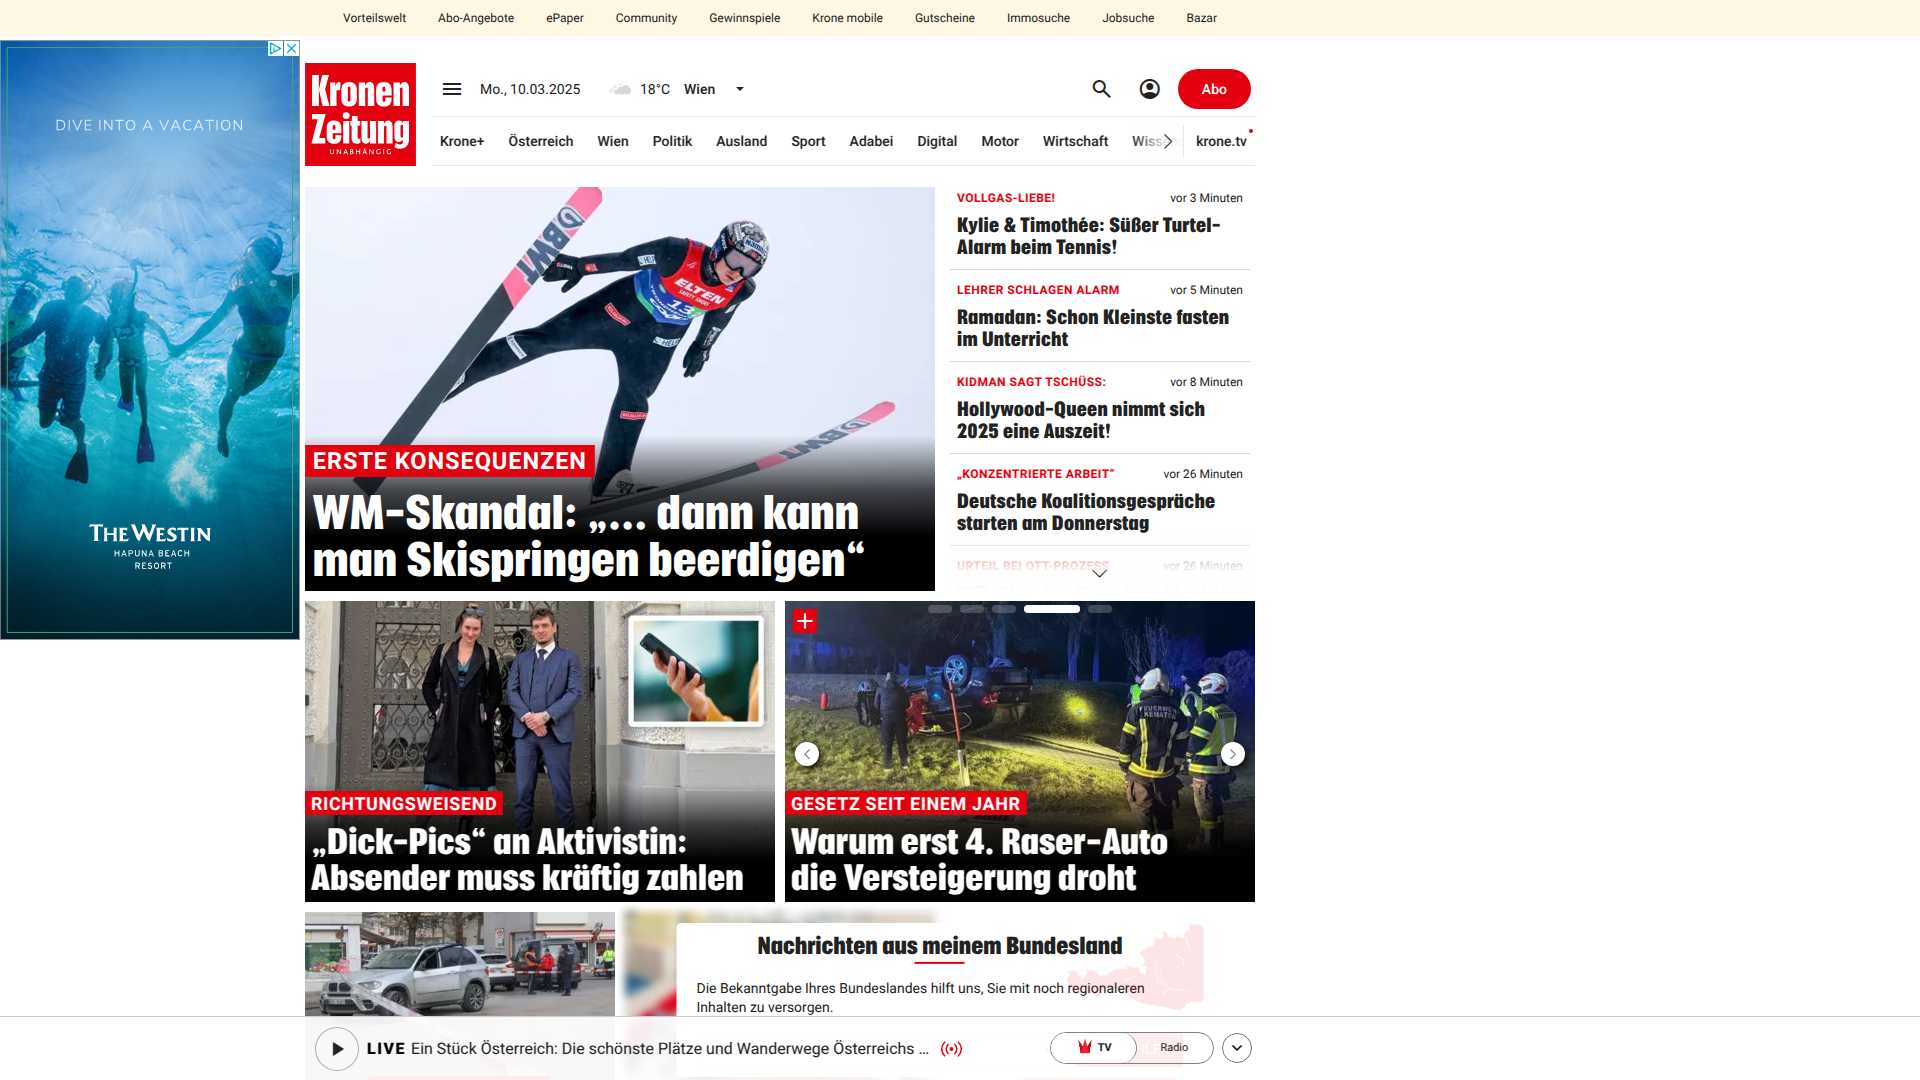 Vorteilswelt Abo-Angebote ePaper Community Gewinnspiele Krone mobile Gutscheine Immosuche Jobsuche Bazar
DIVE INTO A VACATION
THE WESTIN
HAPUNA BEACH
RESORT
Kronen
Zeitung
UNABHÄNGIG
Mo., 10.03.2025 18°C Wien
Abo
Krone+ Österreich Wien Politik Ausland Sport Adabei Digital Motor Wirtschaft krone.tv
DBWT
ELTEN
13
DBWT
ERSTE KONSEQUENZEN
WM-Skandal: „... dann kann
man Skispringen beerdigen“
VOLLGAS-LIEBE! vor 3 Minuten
Kylie & Timothée: Süßer Turtel-
Alarm beim Tennis!
LEHRER SCHLAGEN ALARM vor 5 Minuten
Ramadan: Schon Kleinste fasten
im Unterricht
KIDMAN SAGT TSCHÜSS: vor 8 Minuten
Hollywood-Queen nimmt sich
2025 eine Auszeit!
„KONZENTRIERTE ARBEIT“ vor 26 Minuten
Deutsche Koalitionsgespräche
starten am Donnerstag
URTEIL BEI OTT-PROZESS vor 26 Minuten
RICHTUNGSWEISEND
„Dick-Pics“ an Aktivistin:
Absender muss kräftig zahlen
FEUERWEHR
KEMATEN
GESETZ SEIT EINEM JAHR
Warum erst 4. Raser-Auto
die Versteigerung droht
Nachrichten aus meinem Bundesland
Die Bekanntgabe Ihres Bundeslandes hilft uns, Sie mit noch regionaleren
Inhalten zu versorgen.
LIVE Ein Stück Österreich: Die schönste Plätze und Wanderwege Österreichs ...
TV Radio